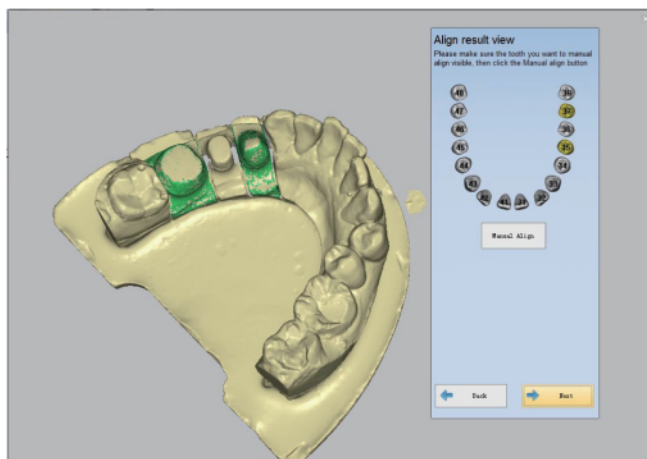 Align result view
Please make sure the tooth you want to manual
align visible, then click the Manual align button
48 38
47 37
46 36
45 35
44 34
43 33
42 41 31 32
Manual Align
Back Next